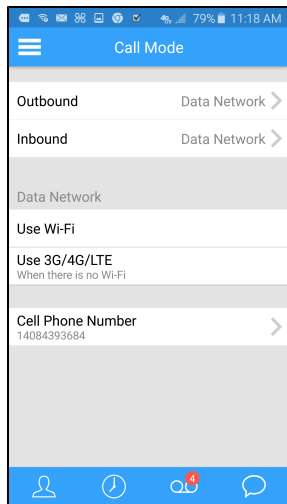 79% 11:18 AM
Call Mode
Outbound Data Network
Inbound Data Network
Data Network
Use Wi-Fi
Use 3G/4G/LTE
When there is no Wi-Fi
Cell Phone Number
14084393684
4